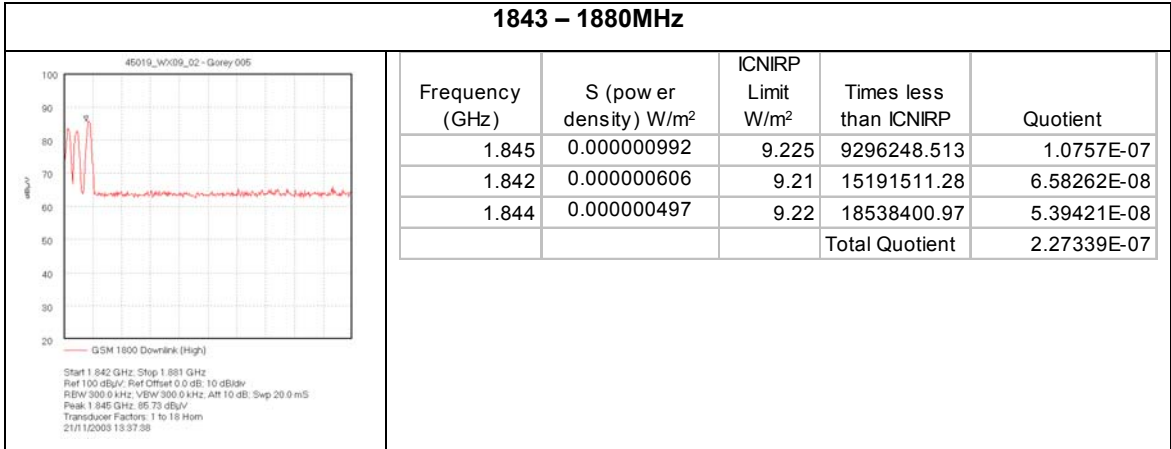 1843 – 1880MHz
45019_WX09_02 - Gorey 005
100
90
80
70
60
50
40
30
20
dBµV
GSM 1800 Downlink (High)
Start 1.842 GHz; Stop 1.881 GHz
Ref 100 dBµV; Ref Offset 0.0 dB; 10 dB/div
RBW 300.0 kHz; VBW 300.0 kHz; Att 10 dB; Swp 20.0 mS
Peak 1.845 GHz, 85.73 dBµV
Transducer Factors: 1 to 18 Horn
21/11/2003 13:37:38
Frequency (GHz) S (pow er density) W/m² ICNIRP Limit W/m² Times less than ICNIRP Quotient
1.845 0.000000992 9.225 9296248.513 1.0757E-07
1.842 0.000000606 9.21 15191511.28 6.58262E-08
1.844 0.000000497 9.22 18538400.97 5.39421E-08
Total Quotient 2.27339E-07